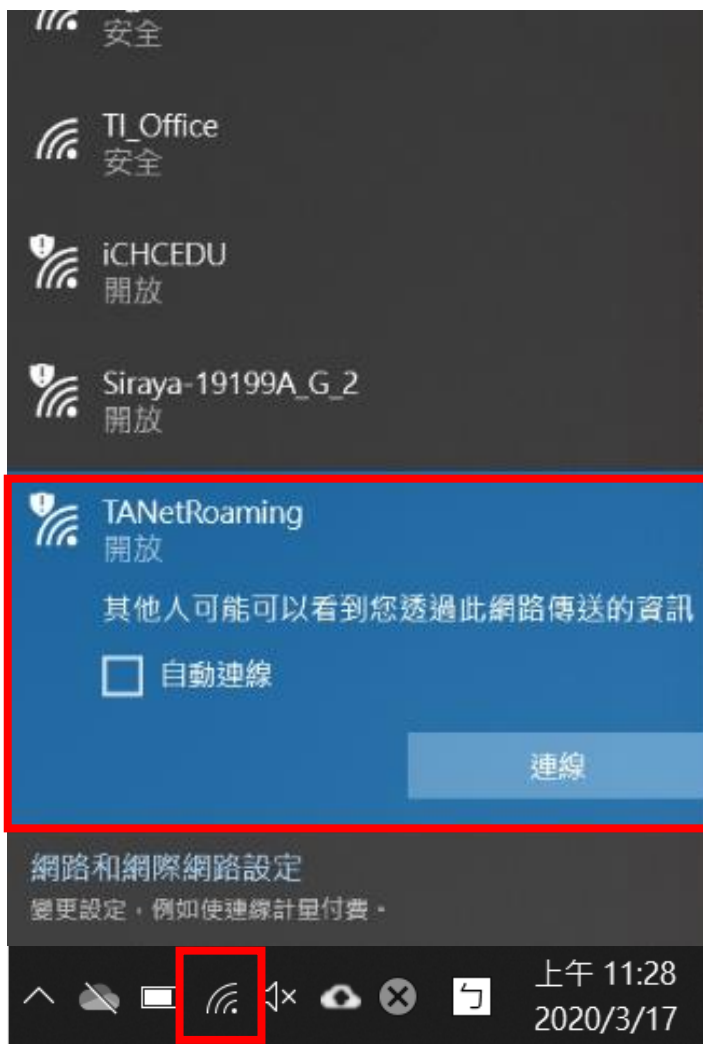 安全
TI_Office
安全
iCHCEDU
開放
Siraya-19199A_G_2
開放
TANetRoaming
開放
其他人可能可以看到您透過此網路傳送的資訊
自動連線
連線
網路和網際網路設定
變更設定，例如使連線計量付費。
ㄅ
上午 11:28
2020/3/17